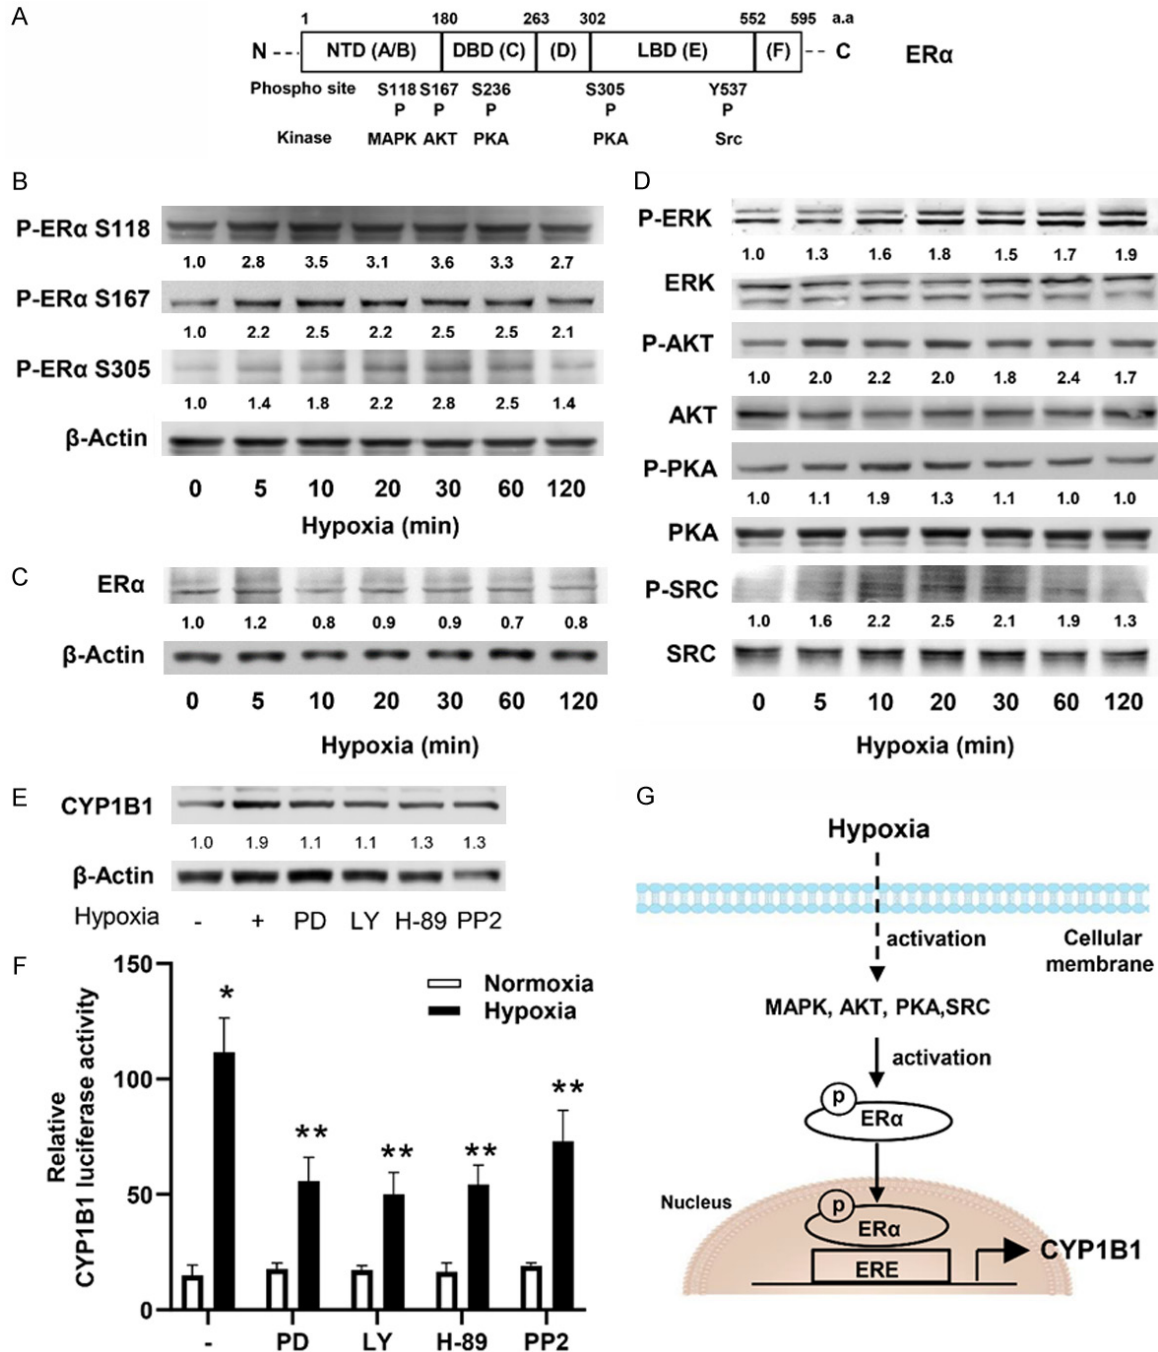 A
1 180 263 302 552 595 a.a
N NTD (A/B) DBD (C) (D) LBD (E) (F) C ERα
Phospho site S118 S167 S236 S305 Y537
P P P P P
Kinase MAPK AKT PKA PKA Src
B
P-ERα S118
1.0 2.8 3.5 3.1 3.6 3.3 2.7
P-ERα S167
1.0 2.2 2.5 2.2 2.5 2.5 2.1
P-ERα S305
1.0 1.4 1.8 2.2 2.8 2.5 1.4
β-Actin
0 5 10 20 30 60 120
Hypoxia (min)
C
ERα
1.0 1.2 0.8 0.9 0.9 0.7 0.8
β-Actin
0 5 10 20 30 60 120
Hypoxia (min)
D
P-ERK
1.0 1.3 1.6 1.8 1.5 1.7 1.9
ERK
P-AKT
1.0 2.0 2.2 2.0 1.8 2.4 1.7
AKT
P-PKA
1.0 1.1 1.9 1.3 1.1 1.0 1.0
PKA
P-SRC
1.0 1.6 2.2 2.5 2.1 1.9 1.3
SRC
0 5 10 20 30 60 120
Hypoxia (min)
E
CYP1B1
1.0 1.9 1.1 1.1 1.3 1.3
β-Actin
Hypoxia - + PD LY H-89 PP2
F
Relative
CYP1B1 luciferase activity
150
100
50
0
Normoxia
Hypoxia
* ** ** ** **
- PD LY H-89 PP2
G
Hypoxia
activation
Cellular
membrane
MAPK, AKT, PKA,SRC
activation
p
ERα
Nucleus
p
ERα
ERE
CYP1B1